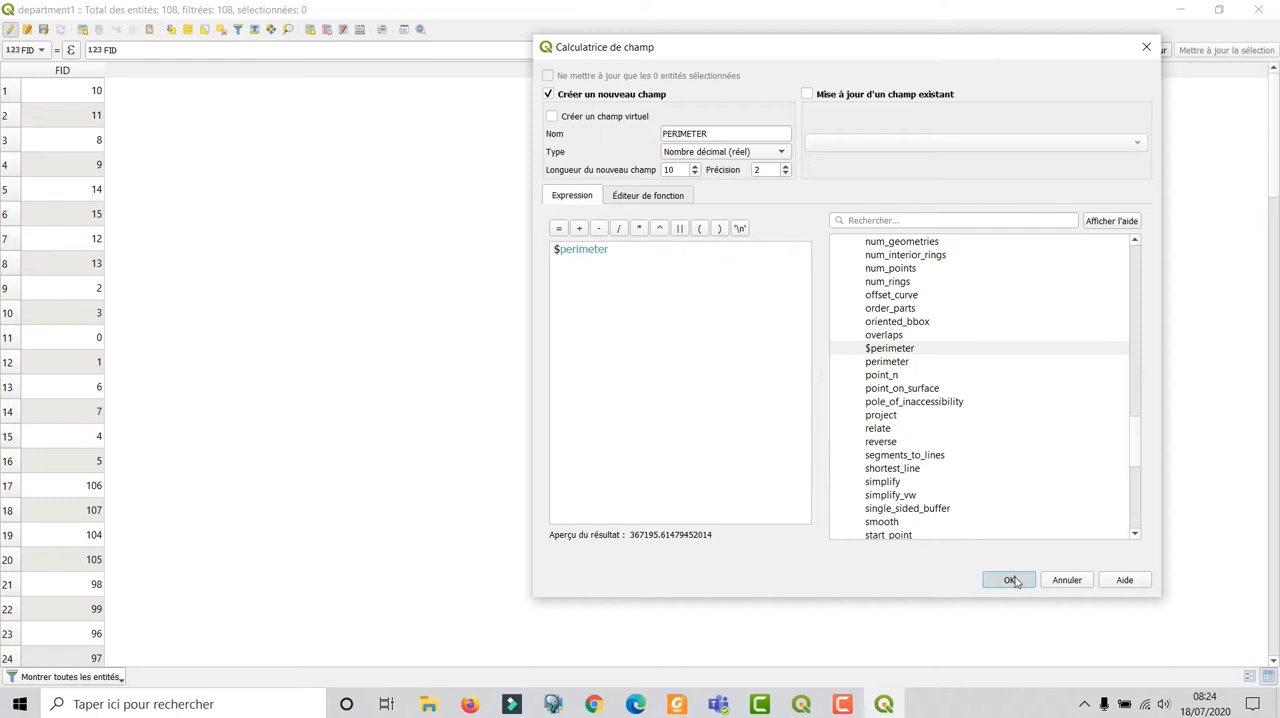 department1 :: Total des entités: 108, filtrées: 108, sélectionnées: 0
123 FID = ε 123 FID
Mettre à jour la sélection
FID
1 10
2 11
3 8
4 9
5 14
6 15
7 12
8 13
9 2
10 3
11 0
12 1
13 6
14 7
15 4
16 5
17 106
18 107
19 104
20 105
21 98
22 99
23 96
24 97
Montrer toutes les entités
Calculatrice de champ
Ne mettre à jour que les 0 entités sélectionnées
Créer un nouveau champ
Mise à jour d'un champ existant
Créer un champ virtuel
Nom PERIMETER
Type Nombre décimal (réel)
Longueur du nouveau champ 10 Précision 2
Expression Éditeur de fonction
= + - / * ^ || ( ) '\n'
$perimeter
Aperçu du résultat : 367195.61479452014
Rechercher... Afficher l'aide
num_geometries
num_interior_rings
num_points
num_rings
offset_curve
order_parts
oriented_bbox
overlaps
$perimeter
perimeter
point_n
point_on_surface
pole_of_inaccessibility
project
relate
reverse
segments_to_lines
shortest_line
simplify
simplify_vw
single_sided_buffer
smooth
start_point
OK Annuler Aide
Taper ici pour rechercher
08:24
18/07/2020